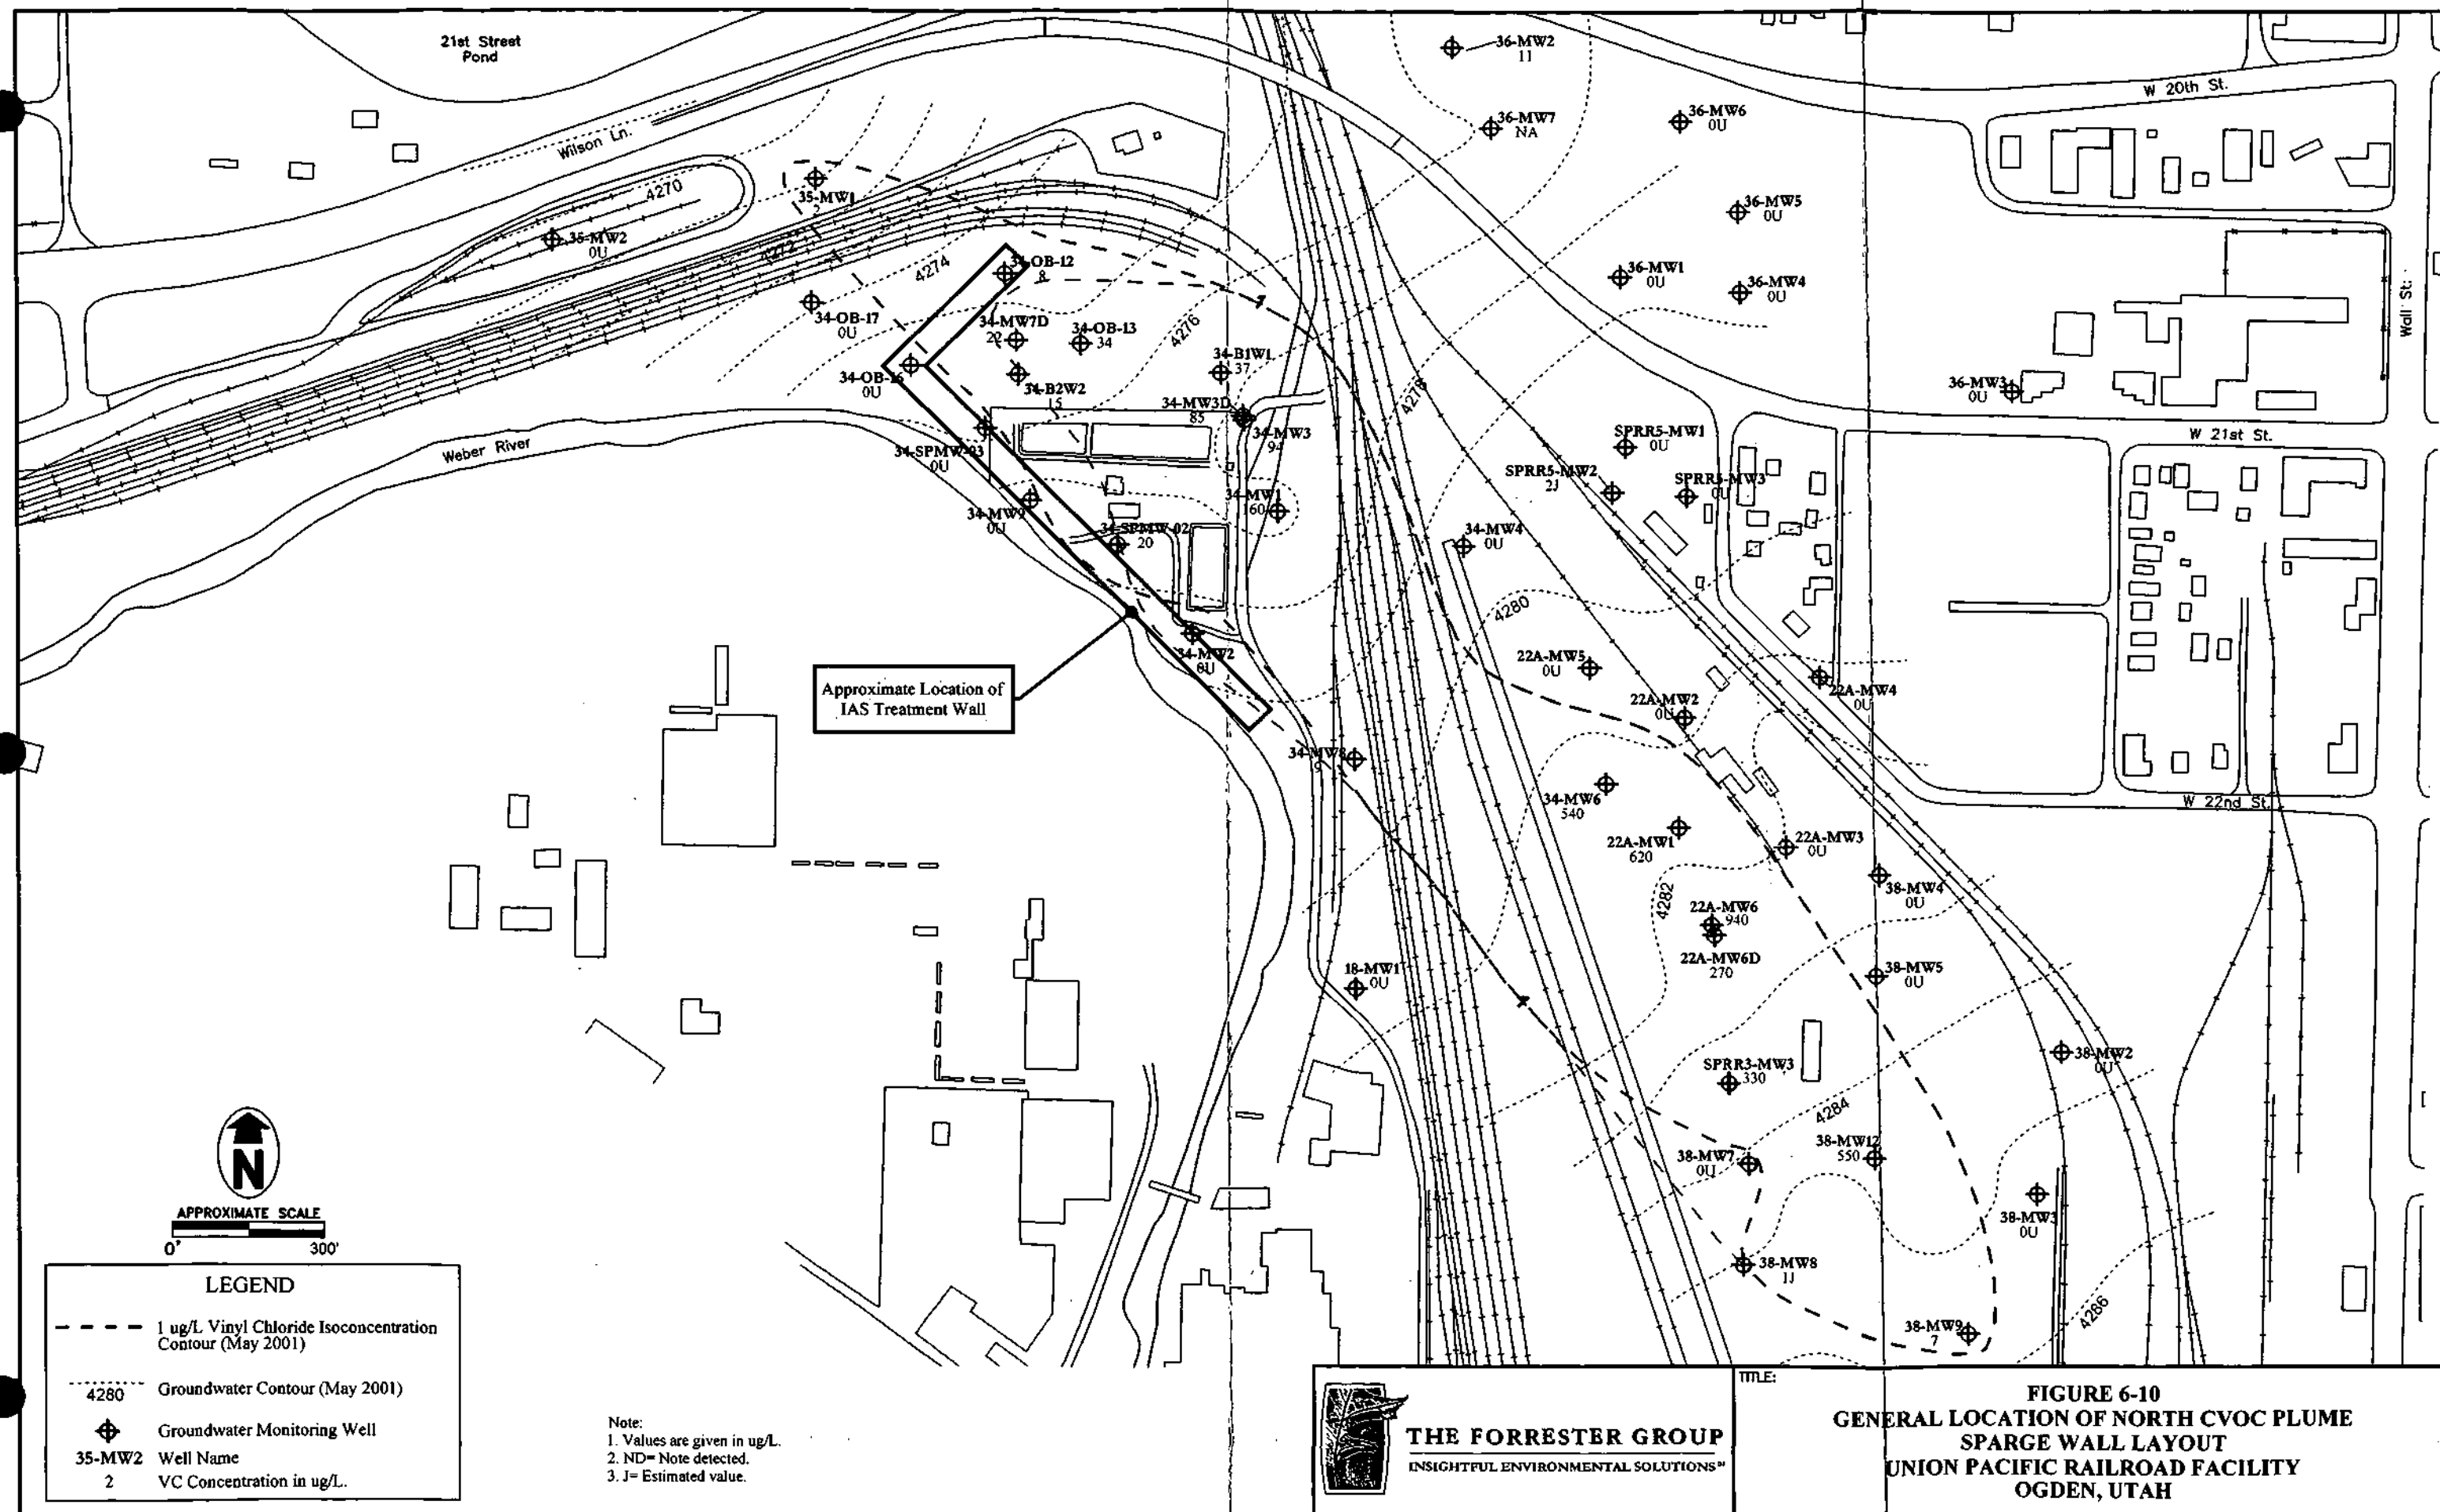 21st Street
Pond
Wilson Ln.
W 20th St.
36-MW2
11
36-MW7
NA
36-MW6
0U
36-MW5
0U
36-MW1
0U
36-MW4
0U
36-MW3
0U
Wall St.
W 21st St.
W 22nd St.
35-MW1
35-MW2
0U
4270
4272
4274
4276
4278
4280
4282
4284
4286
34-OB-12
8
34-OB-17
0U
34-MW7D
22
34-OB-13
34
34-B1W1
37
34-OB-16
0U
34-B2W2
15
34-MW3D
85
34-MW3
94
34-SPMW-03
0U
34-MW1
160
34-MW9
0U
34-SPMW-02
20
34-MW2
0U
Weber River
SPRR5-MW1
0U
SPRR5-MW2
2J
SPRR5-MW3
0U
34-MW4
0U
22A-MW5
0U
22A-MW2
0U
22A-MW4
0U
Approximate Location of
IAS Treatment Wall
34-MW8
9
34-MW6
540
22A-MW1
620
22A-MW3
0U
38-MW4
0U
22A-MW6
940
22A-MW6D
270
18-MW1
0U
38-MW5
0U
38-MW2
0U
SPRR3-MW3
330
38-MW7
0U
38-MW12
550
38-MW3
0U
38-MW8
1J
38-MW9
7
N
APPROXIMATE SCALE
0' 300'
LEGEND
1 ug/L Vinyl Chloride Isoconcentration
Contour (May 2001)
4280 Groundwater Contour (May 2001)
Groundwater Monitoring Well
35-MW2 Well Name
2 VC Concentration in ug/L.
Note:
1. Values are given in ug/L.
2. ND= Note detected.
3. J= Estimated value.
THE FORRESTER GROUP
INSIGHTFUL ENVIRONMENTAL SOLUTIONS
TITLE:
FIGURE 6-10
GENERAL LOCATION OF NORTH CVOC PLUME
SPARGE WALL LAYOUT
UNION PACIFIC RAILROAD FACILITY
OGDEN, UTAH